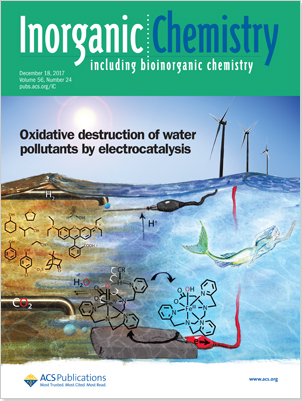 Inorganic Chemistry
including bioinorganic chemistry
December 18, 2017
Volume 56, Number 24
pubs.acs.org/IC
Oxidative destruction of water
pollutants by electrocatalysis
H₂
H⁺
CO₂
H₂O
ACS Publications
Most Trusted. Most Cited. Most Read.
www.acs.org